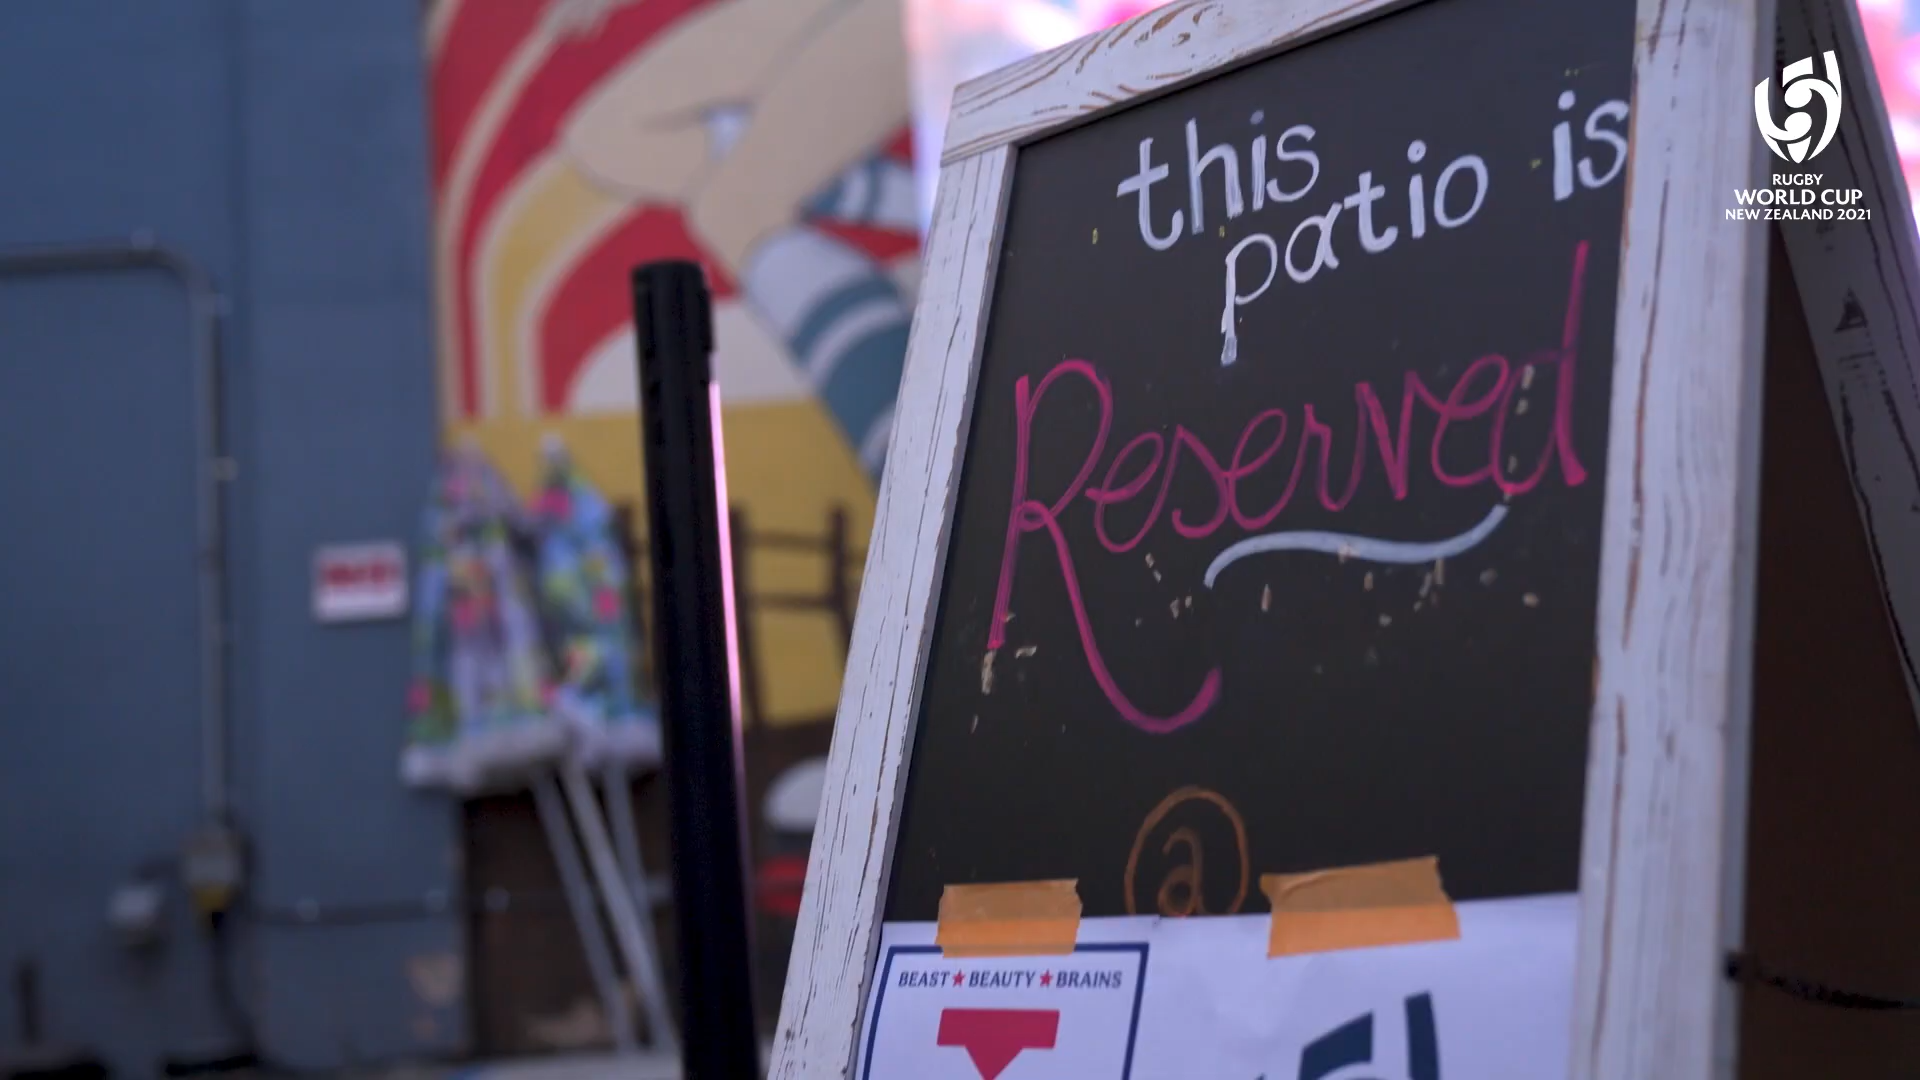 this
patio is
Reserved
@
BEAST★BEAUTY★BRAINS
RUGBY
WORLD CUP
NEW ZEALAND 2021